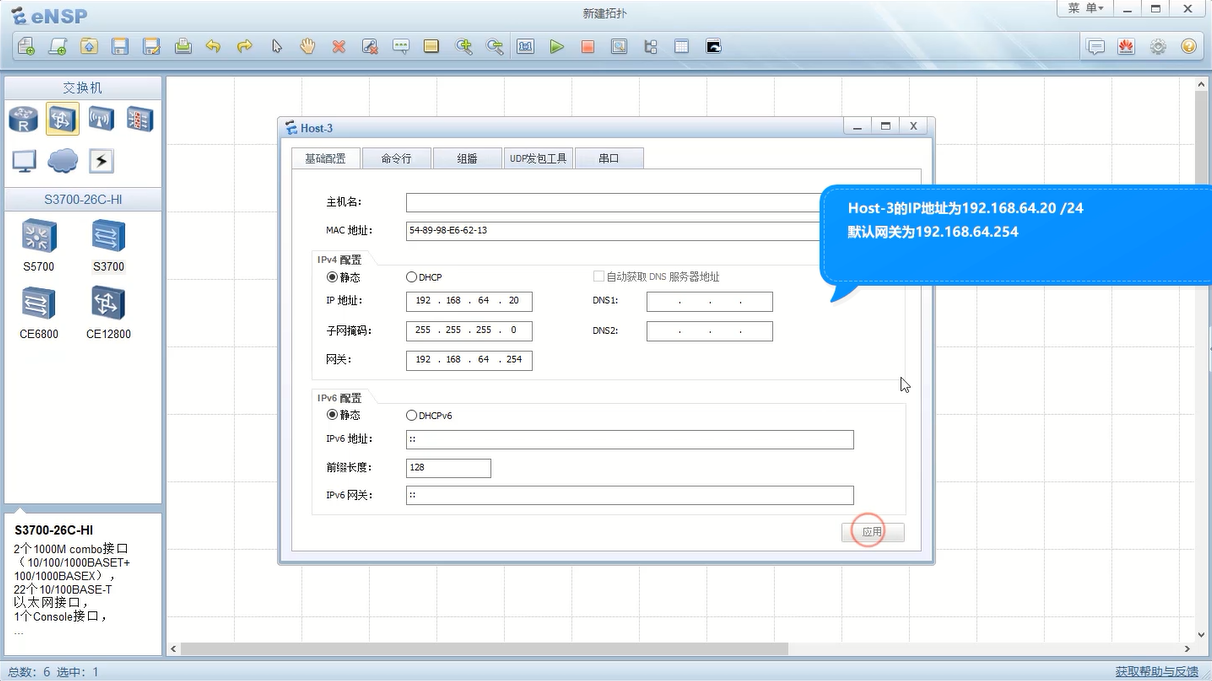 eNSP
新建拓扑
菜 单
交换机
S3700-26C-HI
S5700
S3700
CE6800
CE12800
S3700-26C-HI
2个1000M combo接口
（10/100/1000BASET+
100/1000BASEX），
22个10/100BASE-T
以太网接口，
1个Console接口，
...
Host-3
X
基础配置 命令行 组播 UDP发包工具 串口
主机名：
MAC 地址： 54-89-98-E6-62-13
IPv4 配置
静态 DHCP 自动获取 DNS 服务器地址
IP 地址： 192 . 168 . 64 . 20 DNS1: . . .
子网掩码： 255 . 255 . 255 . 0 DNS2: . . .
网关： 192 . 168 . 64 . 254
IPv6 配置
静态 DHCPv6
IPv6 地址： ::
前缀长度： 128
IPv6 网关： ::
应用
Host-3的IP地址为192.168.64.20 /24
默认网关为192.168.64.254
总数：6 选中：1
获取帮助与反馈